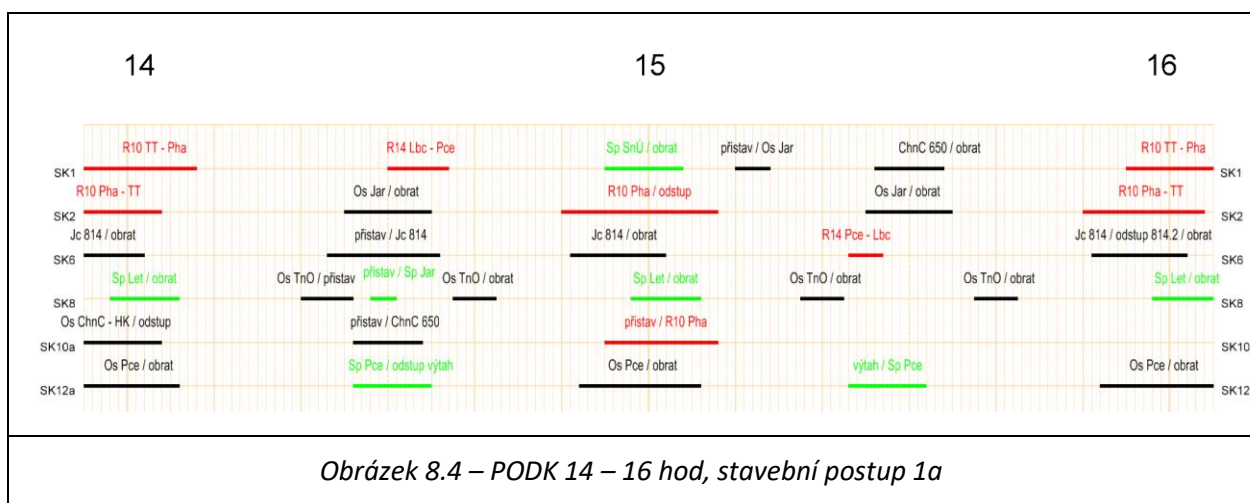 14 15 16
R10 TT - Pha R14 Lbc - Pce Sp SnÚ / obrat přistav / Os Jar ChnC 650 / obrat R10 TT - Pha
SK1 SK1
R10 Pha - TT Os Jar / obrat R10 Pha / odstup Os Jar / obrat R10 Pha - TT
SK2 SK2
Jc 814 / obrat přistav / Jc 814 Jc 814 / obrat R14 Pce - Lbc Jc 814 / odstup 814.2 / obrat
SK6 SK6
Sp Let / obrat Os TnO / přistav přistav / Sp Jar Os TnO / obrat Sp Let / obrat Os TnO / obrat Os TnO / obrat Sp Let / obrat
SK8 SK8
Os ChnC - HK / odstup přistav / ChnC 650 přistav / R10 Pha
SK10a SK10
Os Pce / obrat Sp Pce / odstup výtah Os Pce / obrat výtah / Sp Pce Os Pce / obrat
SK12a SK12
Obrázek 8.4 – PODK 14 – 16 hod, stavební postup 1a